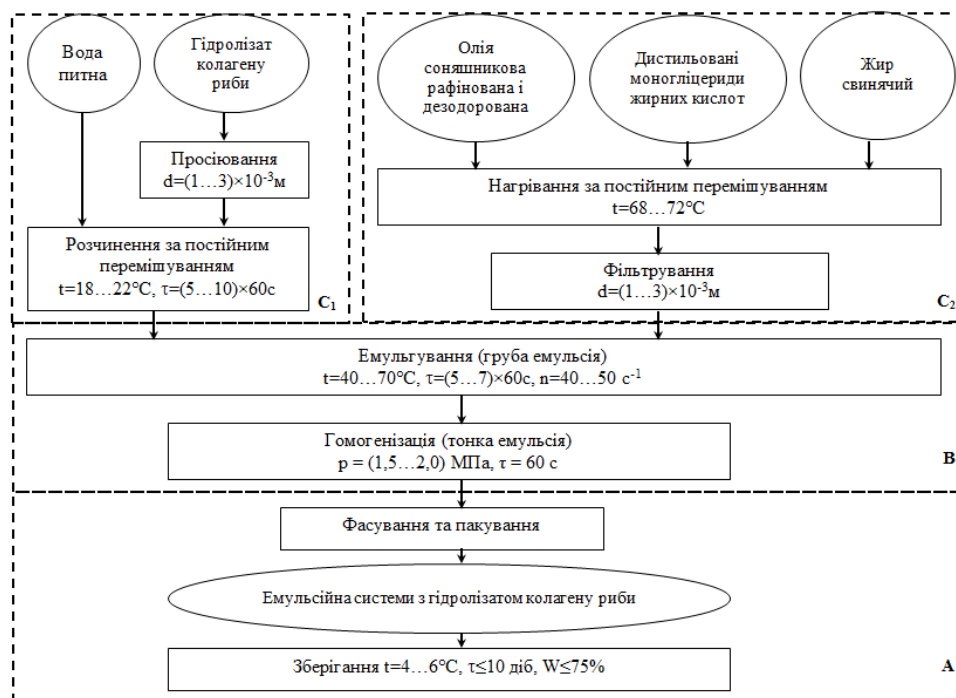 Вода
питна
Гідролізат
колагену
риби
Просіювання
d=(1…3)×10⁻³м
Розчинення за постійним
перемішуванням
t=18…22°C, τ=(5…10)×60с
C₁
Олія
соняшникова
рафінована і
дезодорована
Дистильовані
моногліцериди
жирних кислот
Жир
свинячий
Нагрівання за постійним перемішуванням
t=68…72°C
Фільтрування
d=(1…3)×10⁻³м
C₂
Емульгування (груба емульсія)
t=40…70°C, τ=(5…7)×60с, n=40…50 с⁻¹
Гомогенізація (тонка емульсія)
p = (1,5…2,0) МПа, τ = 60 с
B
Фасування та пакування
Емульсійна системи з гідролізатом колагену риби
Зберігання t=4…6°C, τ≤10 діб, W≤75%
A